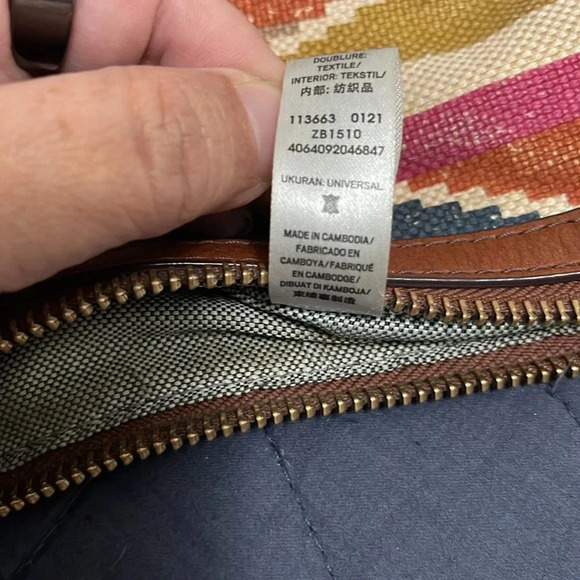 DOUBLURE:
TEXTILE/
INTERIOR: TEKSTIL/
内部: 纺织品
113663 0121
ZB1510
4064092046847
UKURAN: UNIVERSAL
MADE IN CAMBODIA/
FABRICADO EN
CAMBOYA/FABRIQUÉ
EN CAMBODGE/
DIBUAT DI KAMBOJA/
柬埔寨制造